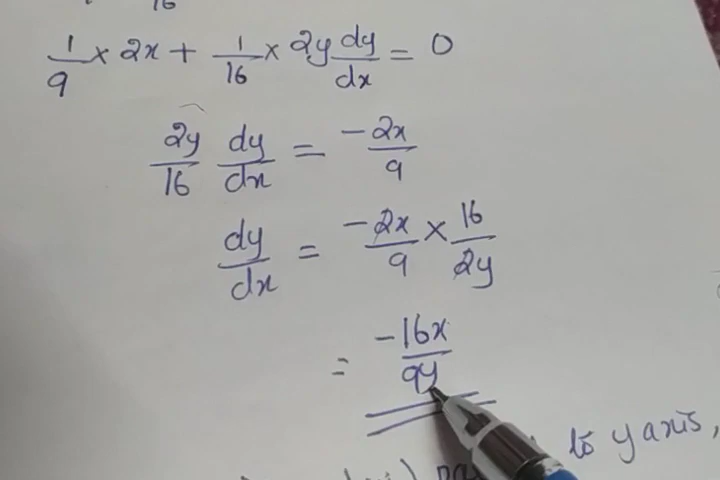 16
1/9 × 2x + 1/16 × 2y dy/dx = 0
2y/16 dy/dx = -2x/9
dy/dx = -2x/9 × 16/2y
= -16x/9y
to y axis,